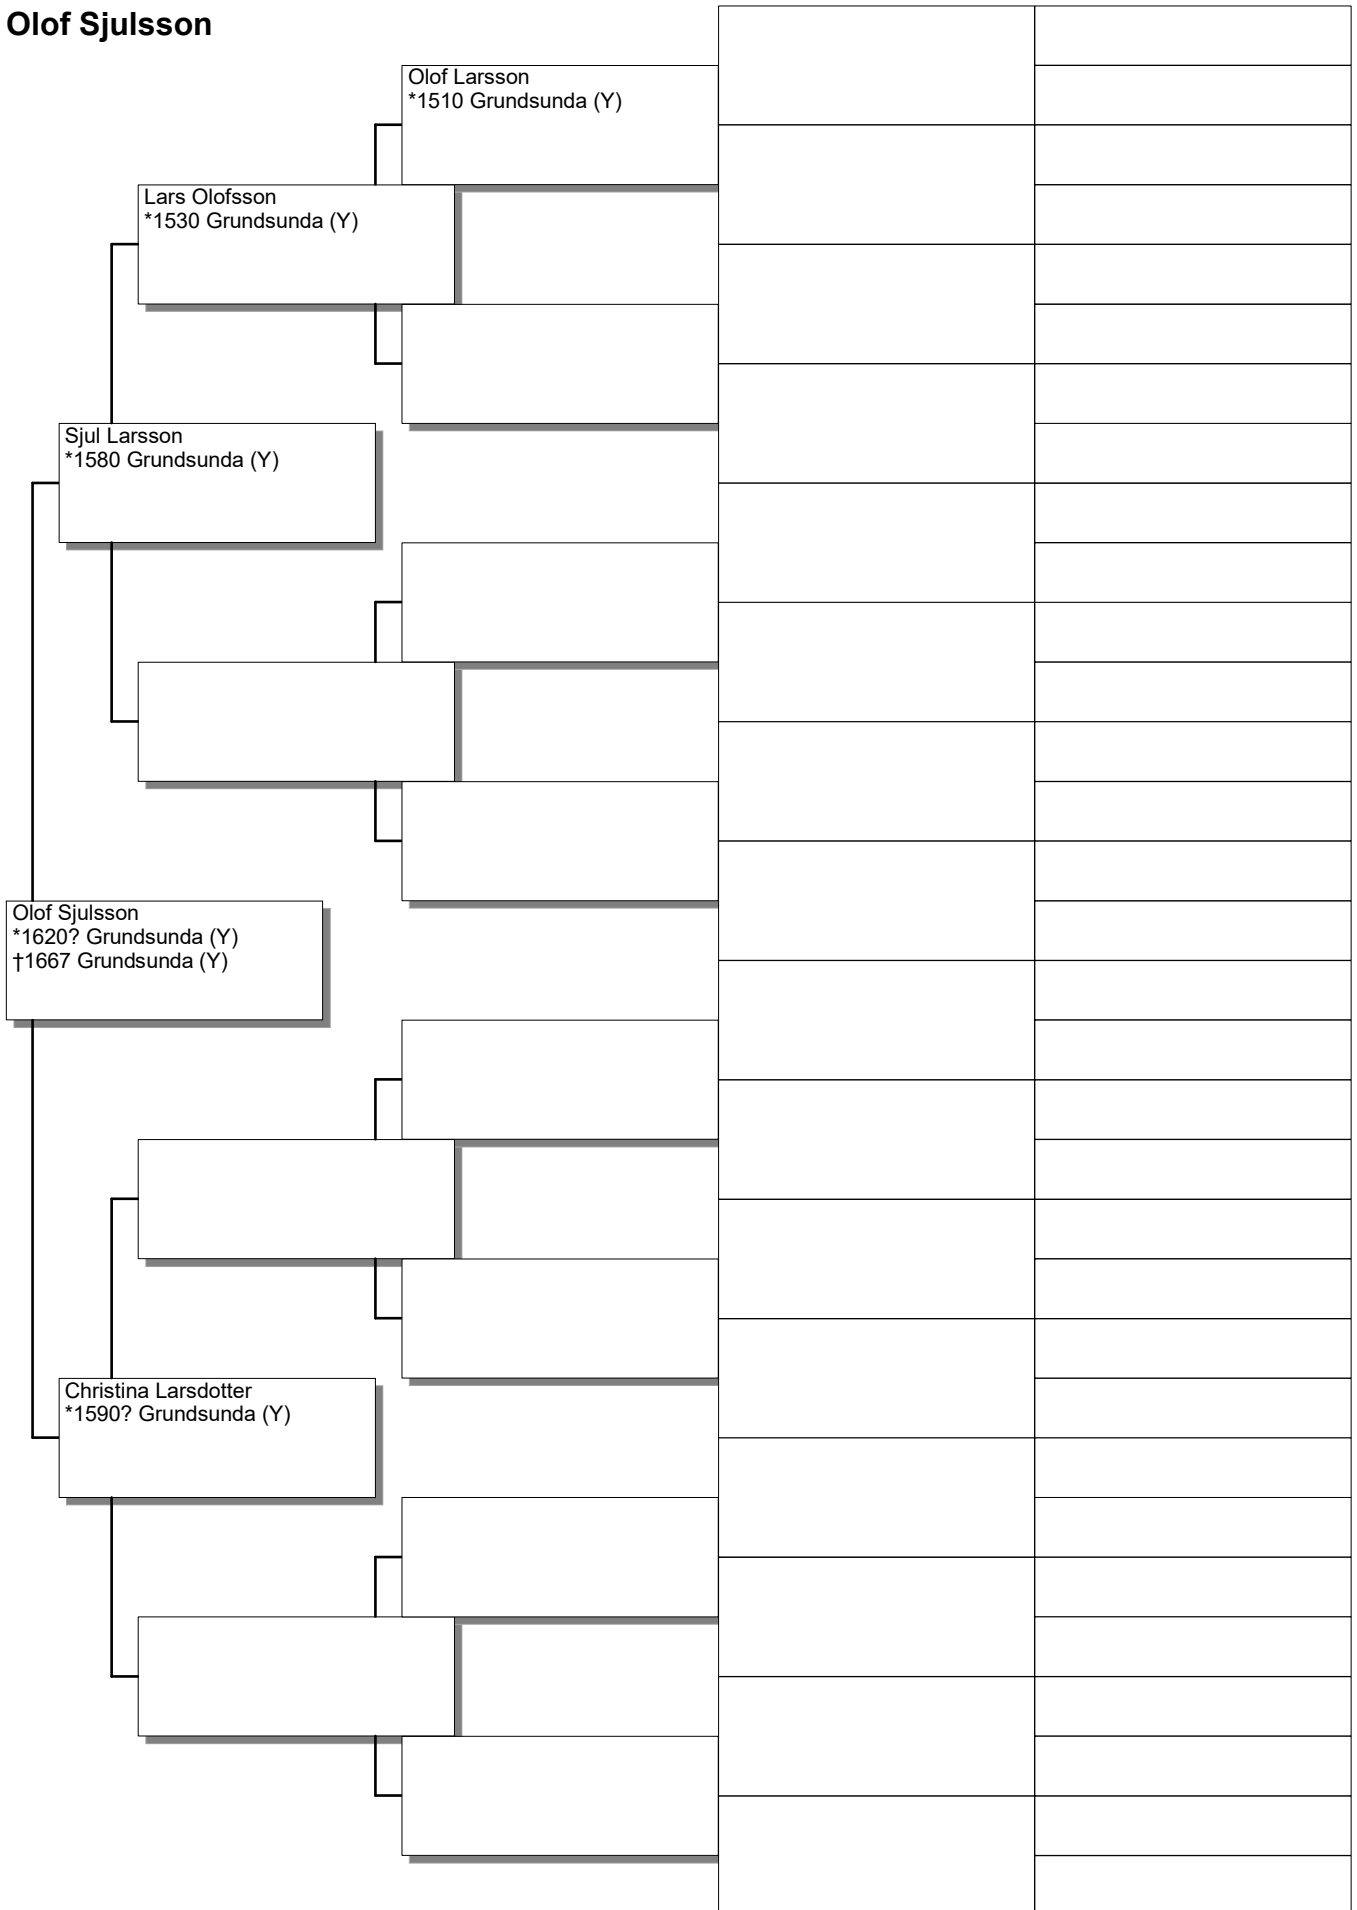 Olof Sjulsson
Olof Larsson
*1510 Grundsunda (Y)
Lars Olofsson
*1530 Grundsunda (Y)
Sjul Larsson
*1580 Grundsunda (Y)
Olof Sjulsson
*1620? Grundsunda (Y)
†1667 Grundsunda (Y)
Christina Larsdotter
*1590? Grundsunda (Y)